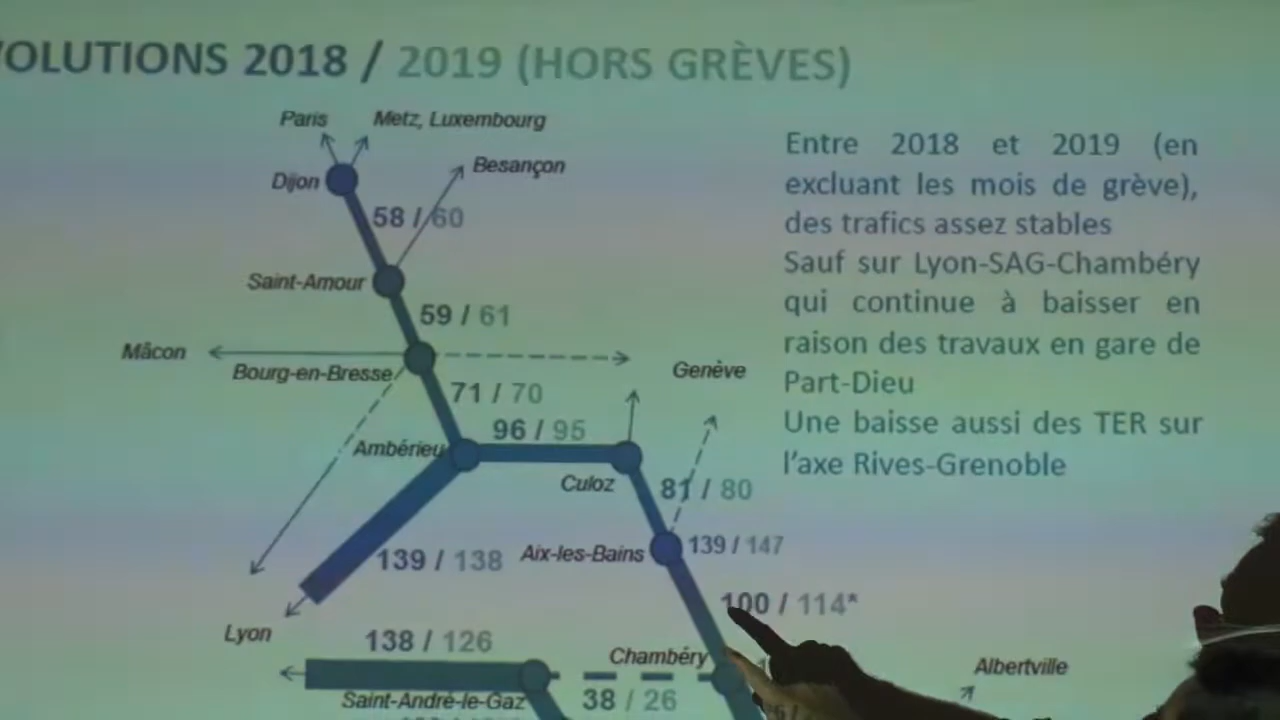 VOLUTIONS 2018 / 2019 (HORS GRÈVES)
Paris
Metz, Luxembourg
Besançon
Dijon
58 / 60
Saint-Amour
59 / 61
Mâcon
Bourg-en-Bresse
Genève
71 / 70
96 / 95
Ambérieu
Culoz
81 / 80
139 / 138
Aix-les-Bains
139 / 147
100 / 114*
Lyon
138 / 126
Chambéry
Albertville
Saint-André-le-Gaz
38 / 26
Entre 2018 et 2019 (en
excluant les mois de grève),
des trafics assez stables
Sauf sur Lyon-SAG-Chambéry
qui continue à baisser en
raison des travaux en gare de
Part-Dieu
Une baisse aussi des TER sur
l'axe Rives-Grenoble